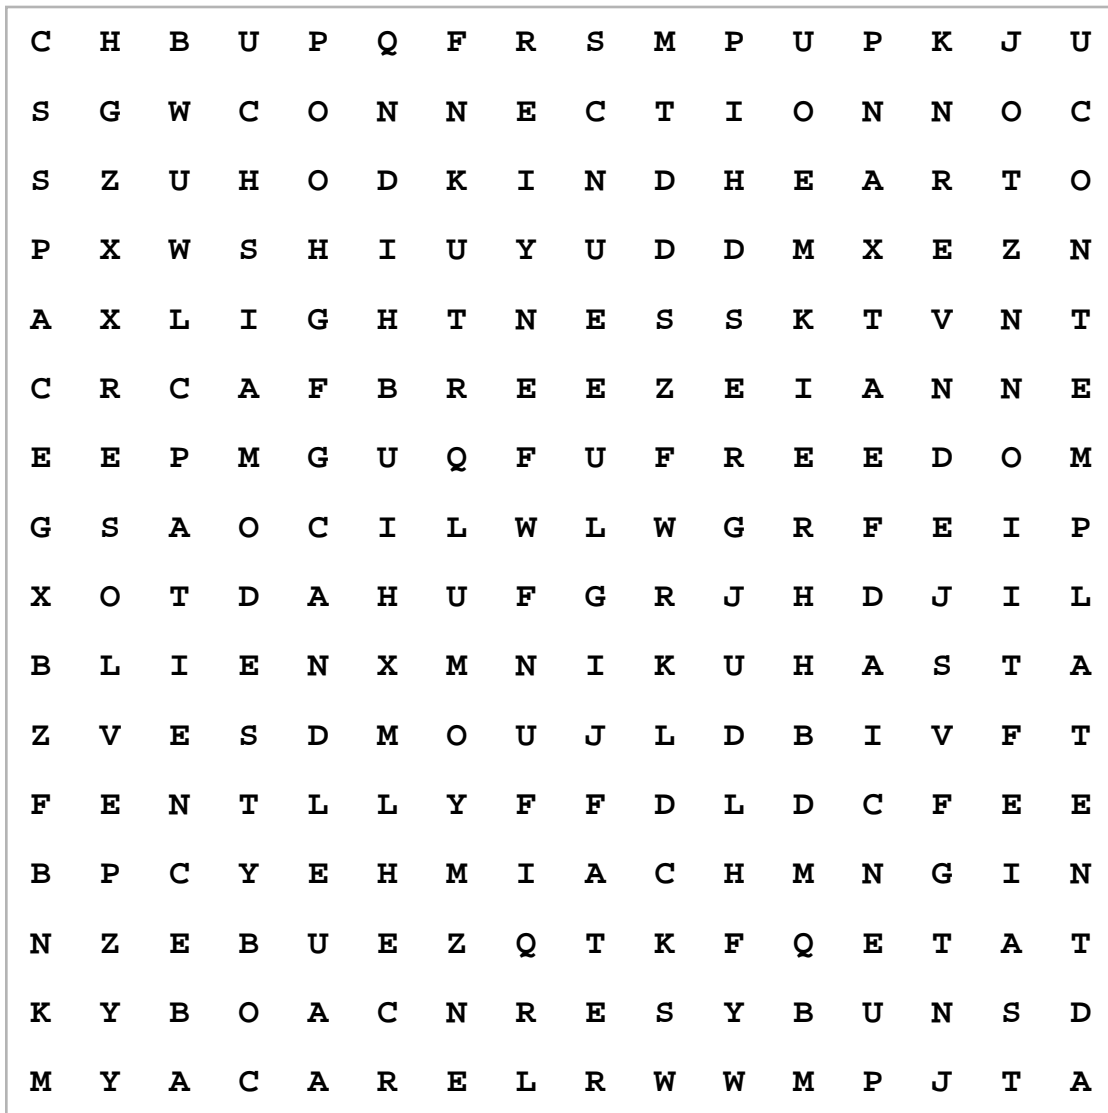 C H B U P Q F R S M P U P K J U
S G W C O N N E C T I O N N O C
S Z U H O D K I N D H E A R T O
P X W S H I U Y U D D M X E Z N
A X L I G H T N E S S K T V N T
C R C A F B R E E Z E I A N N E
E E P M G U Q F U F R E E D O M
G S A O C I L W L W G R F E I P
X O T D A H U F G R J H D J I L
B L I E N X M N I K U H A S T A
Z V E S D M O U J L D B I V F T
F E N T L L Y F F D L D C F E E
B P C Y E H M I A C H M N G I N
N Z E B U E Z Q T K F Q E T A T
K Y B O A C N R E S Y B U N S D
M Y A C A R E L R W W M P J T A